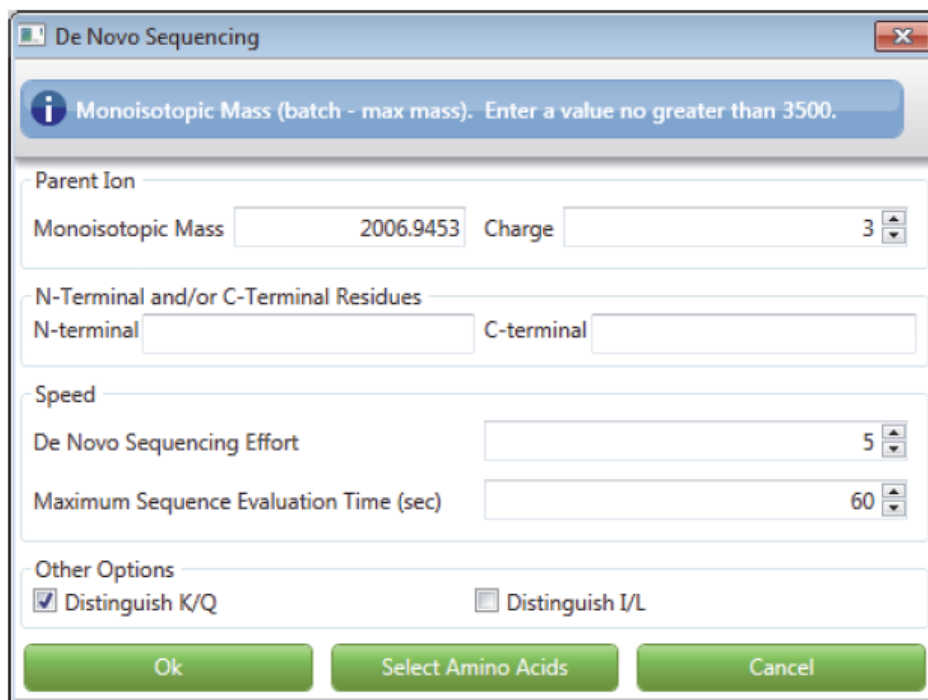 De Novo Sequencing
Monoisotopic Mass (batch - max mass).  Enter a value no greater than 3500.
Parent Ion
Monoisotopic Mass 2006.9453 Charge 3
N-Terminal and/or C-Terminal Residues
N-terminal C-terminal
Speed
De Novo Sequencing Effort 5
Maximum Sequence Evaluation Time (sec) 60
Other Options
Distinguish K/Q Distinguish I/L
Ok Select Amino Acids Cancel